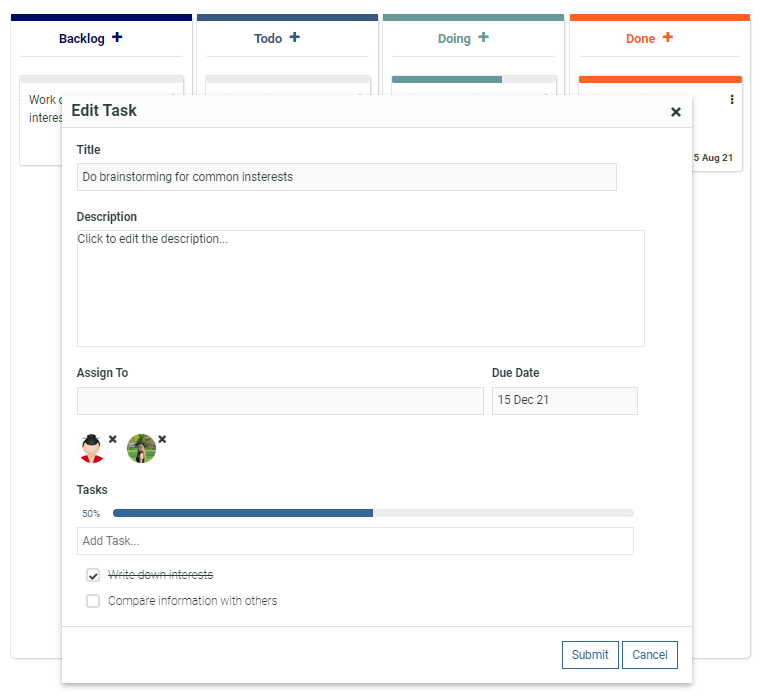 Backlog +
Todo +
Doing +
Done +
Work
interes
5 Aug 21
Edit Task
Title
Do brainstorming for common insterests
Description
Click to edit the description...
Assign To
Due Date
15 Dec 21
Tasks
50%
Add Task...
Write down interests
Compare information with others
Submit
Cancel